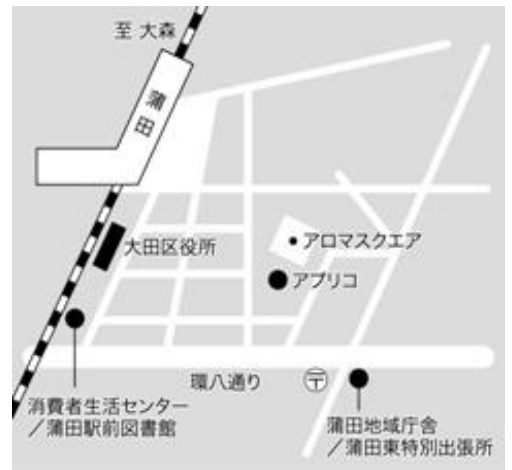 至 大森
蒲田
大田区役所
アロマスクエア
アプリコ
環八通り
〒
消費者生活センター
／蒲田駅前図書館
蒲田地域庁舎
／蒲田東特別出張所